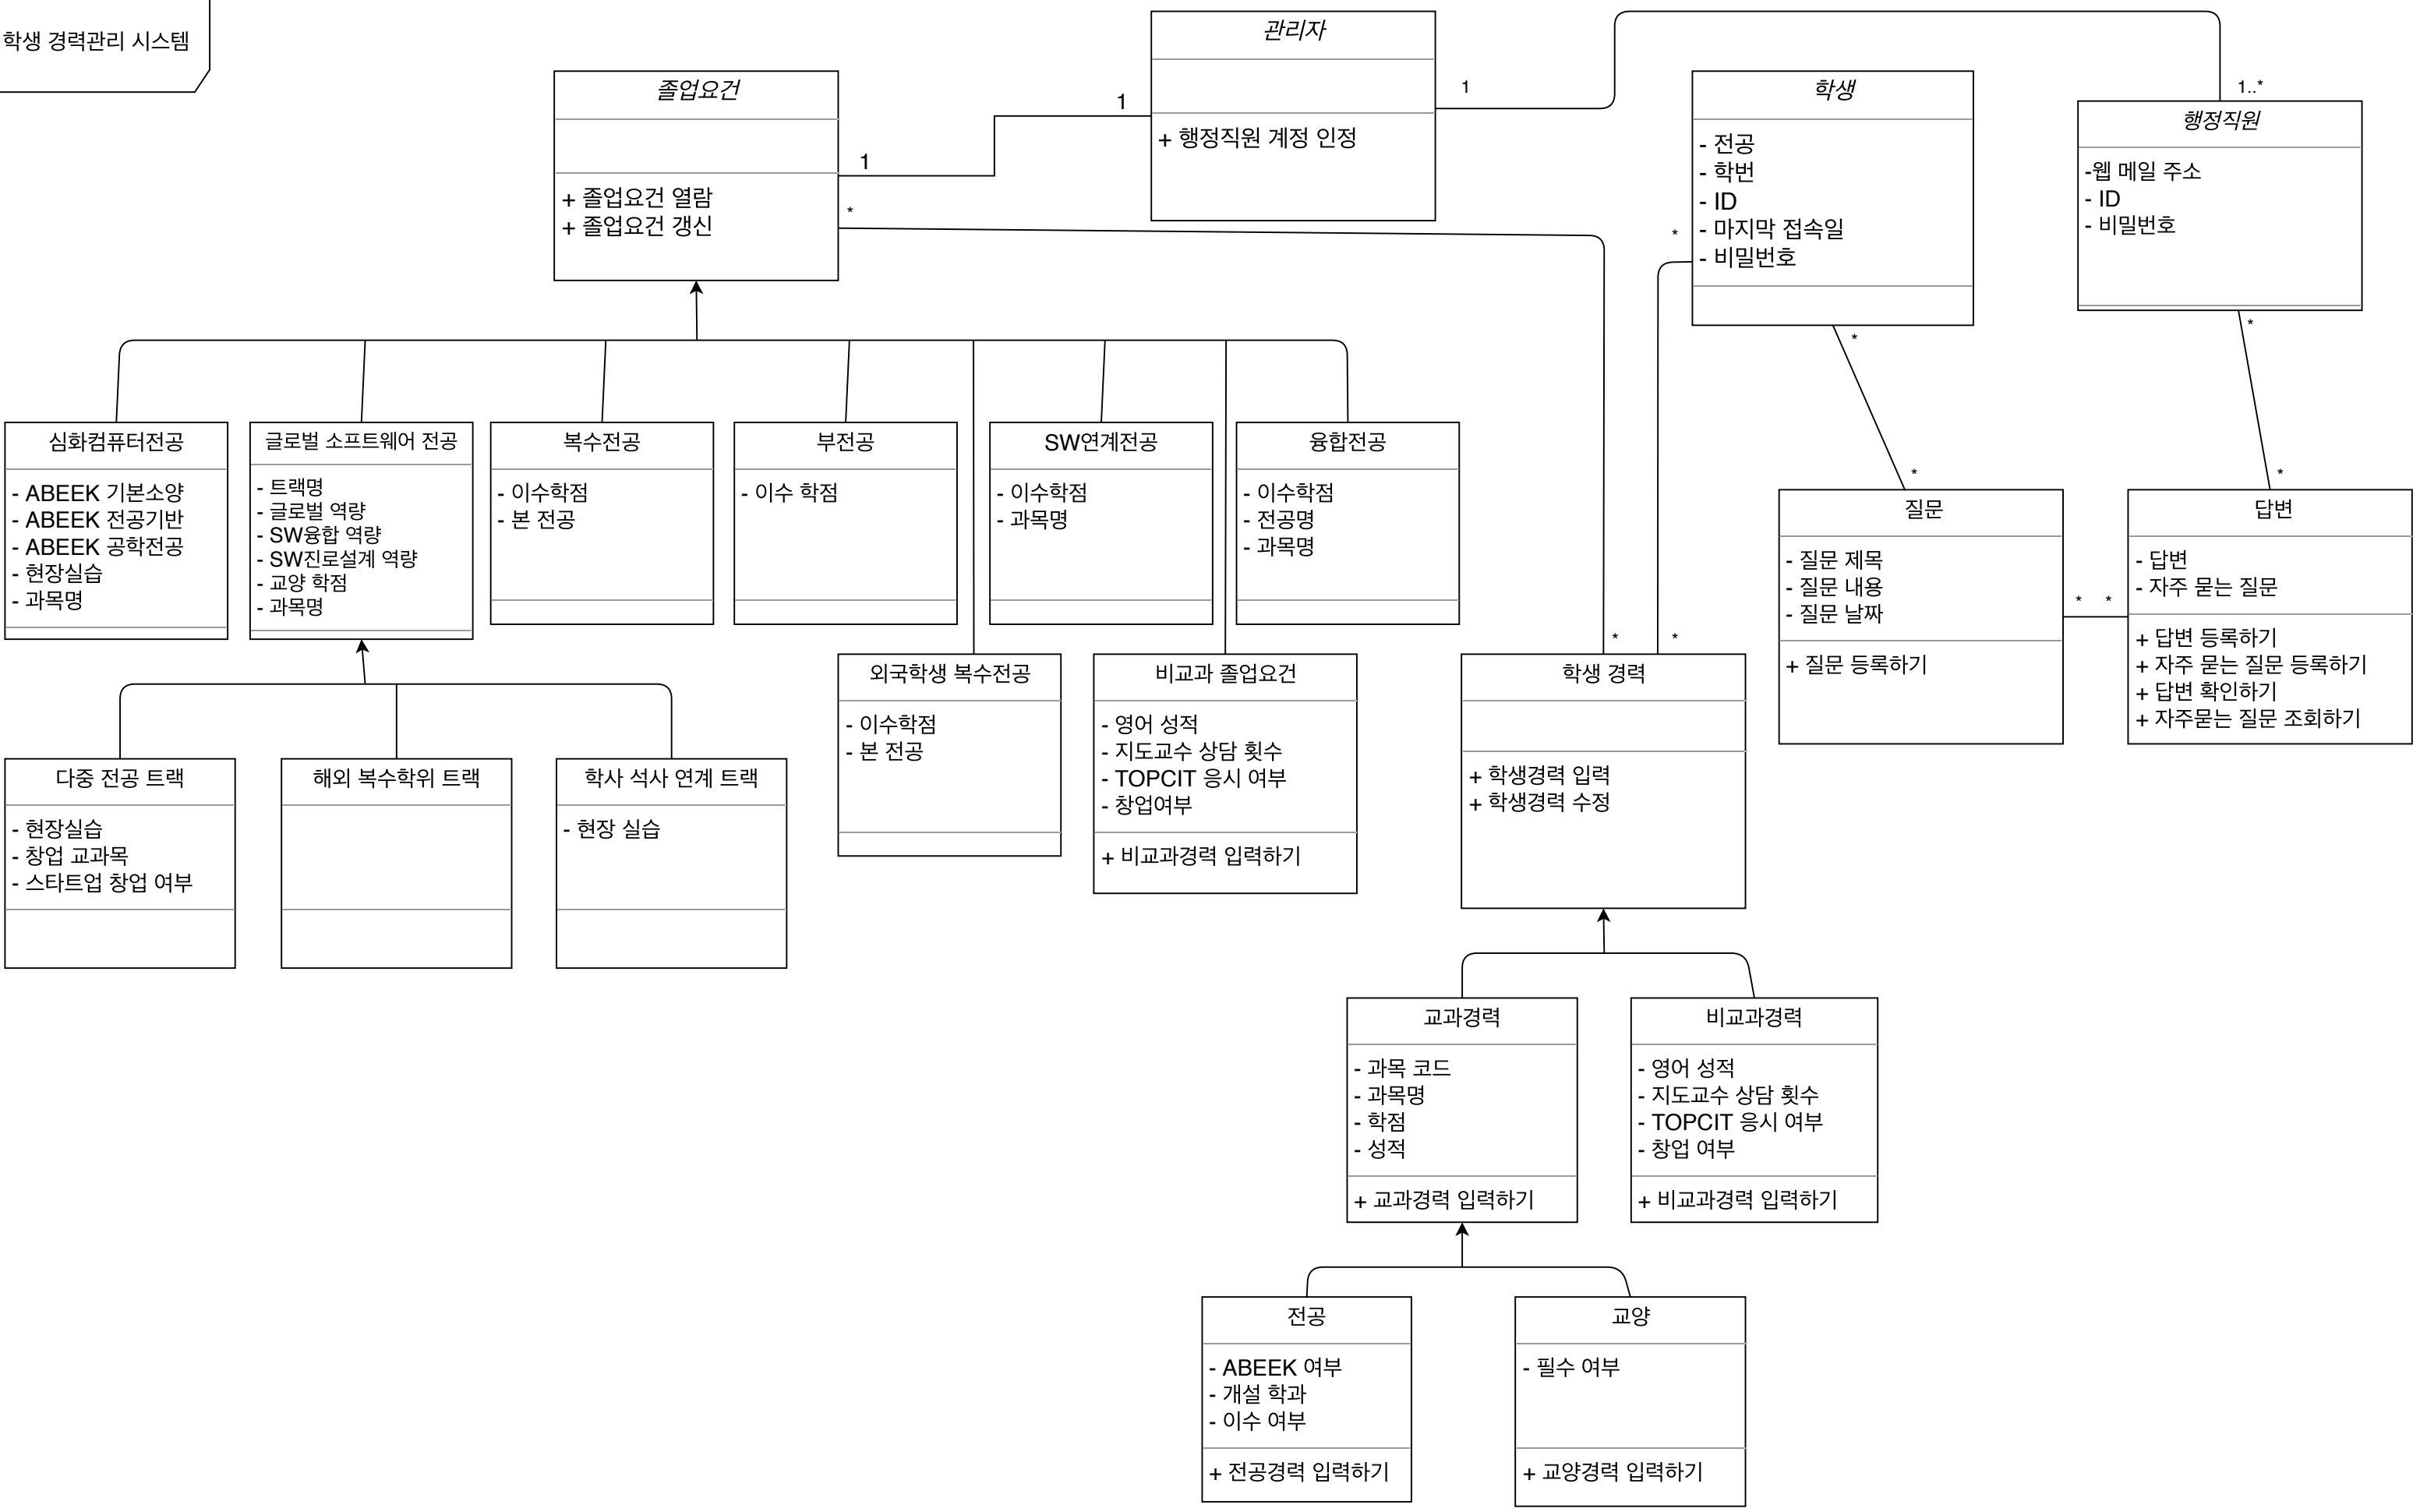 학생 경력관리 시스템
관리자
+ 행정직원 계정 인정
1
1
1
1..*
졸업요건
+ 졸업요건 열람
+ 졸업요건 갱신
*
학생
- 전공
- 학번
- ID
- 마지막 접속일
- 비밀번호
*
*
행정직원
-웹 메일 주소
- ID
- 비밀번호
*
심화컴퓨터전공
- ABEEK 기본소양
- ABEEK 전공기반
- ABEEK 공학전공
- 현장실습
- 과목명
글로벌 소프트웨어 전공
- 트랙명
- 글로벌 역량
- SW융합 역량
- SW진로설계 역량
- 교양 학점
- 과목명
복수전공
- 이수학점
- 본 전공
부전공
- 이수 학점
SW연계전공
- 이수학점
- 과목명
융합전공
- 이수학점
- 전공명
- 과목명
*
질문
- 질문 제목
- 질문 내용
- 질문 날짜
+ 질문 등록하기
*
*
*
답변
- 답변
- 자주 묻는 질문
+ 답변 등록하기
+ 자주 묻는 질문 등록하기
+ 답변 확인하기
+ 자주묻는 질문 조회하기
외국학생 복수전공
- 이수학점
- 본 전공
비교과 졸업요건
- 영어 성적
- 지도교수 상담 횟수
- TOPCIT 응시 여부
- 창업여부
+ 비교과경력 입력하기
*
*
학생 경력
+ 학생경력 입력
+ 학생경력 수정
다중 전공 트랙
- 현장실습
- 창업 교과목
- 스타트업 창업 여부
해외 복수학위 트랙
학사 석사 연계 트랙
- 현장 실습
교과경력
- 과목 코드
- 과목명
- 학점
- 성적
+ 교과경력 입력하기
비교과경력
- 영어 성적
- 지도교수 상담 횟수
- TOPCIT 응시 여부
- 창업 여부
+ 비교과경력 입력하기
전공
- ABEEK 여부
- 개설 학과
- 이수 여부
+ 전공경력 입력하기
교양
- 필수 여부
+ 교양경력 입력하기